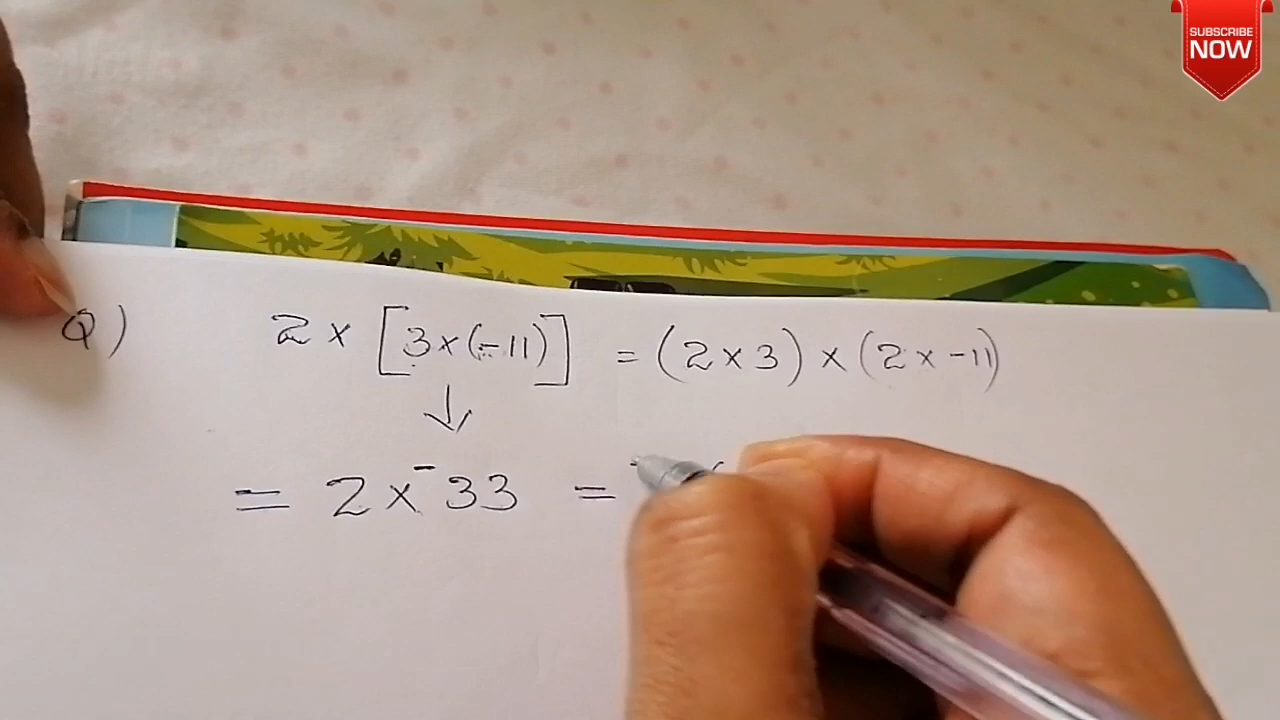 SUBSCRIBE
NOW
Q) 2 × [3×(-11)] = (2 × 3) × (2 × -11)
↓
= 2 × -33 =